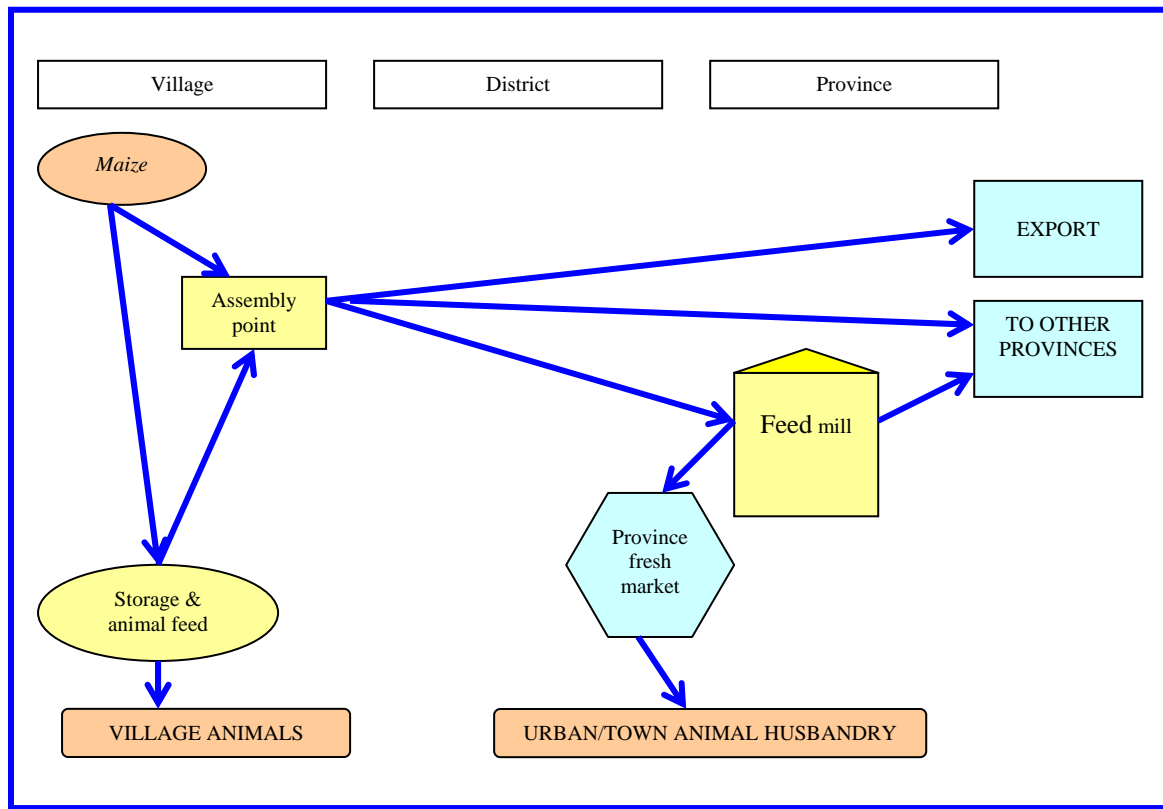 Village
District
Province
Maize
EXPORT
Assembly
point
TO OTHER
PROVINCES
Feed mill
Province
fresh
market
Storage &
animal feed
VILLAGE ANIMALS
URBAN/TOWN ANIMAL HUSBANDRY